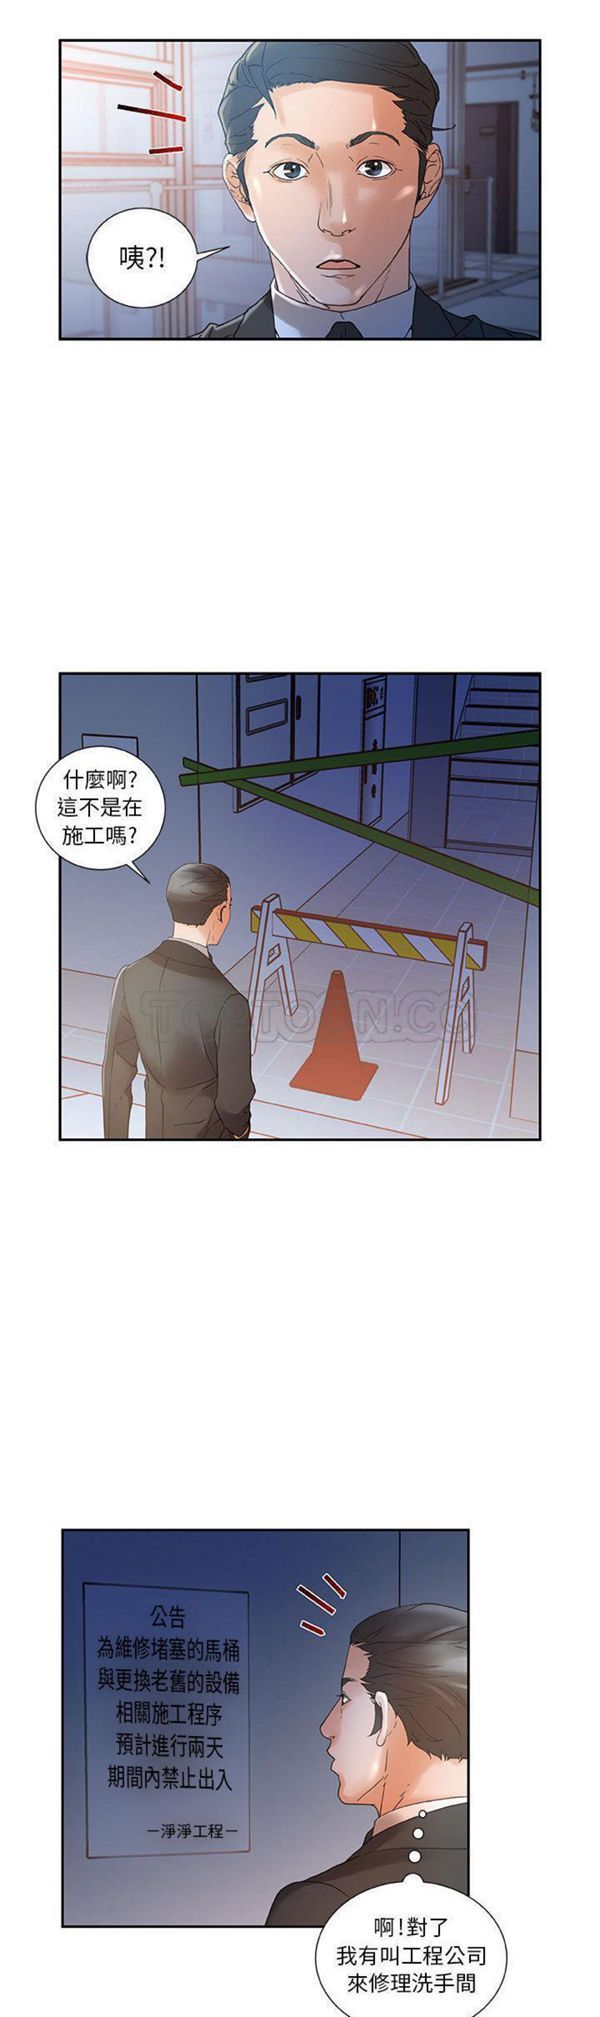 咦?!
什麼啊?
這不是在
施工嗎?
TOPTOON.CO
公告
為維修堵塞的馬桶
與更換老舊的設備
相關施工程序
預計進行兩天
期間內禁止出入
－淨淨工程－
啊!對了
我有叫工程公司
來修理洗手間